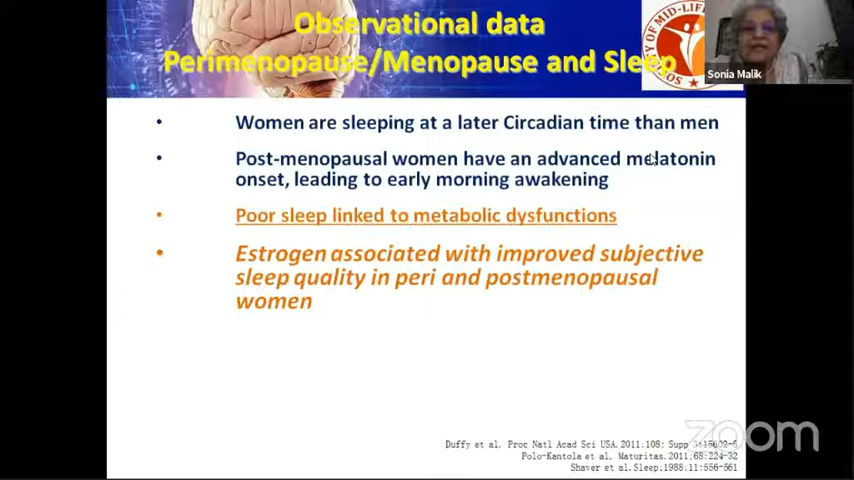 Observational data
Perimenopause/Menopause and Sleep
Sonia Malik
• Women are sleeping at a later Circadian time than men
• Post-menopausal women have an advanced melatonin
onset, leading to early morning awakening
• Poor sleep linked to metabolic dysfunctions
• Estrogen associated with improved subjective
sleep quality in peri and postmenopausal
women
Duffy et al. Proc Natl Acad Sci USA.2011;108: Supp
Polo-Kantola et al. Maturitas.2011;68:224-32
Shaver et al.Sleep;1988.11:556-561
zoom